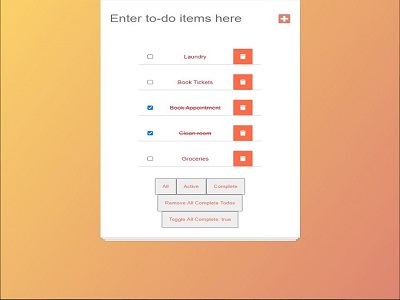 Enter to-do items here
Laundry
Book Tickets
Book Appointment
Clean room
Groceries
All Active Complete
Remove All Complete Todos
Toggle All Complete: true